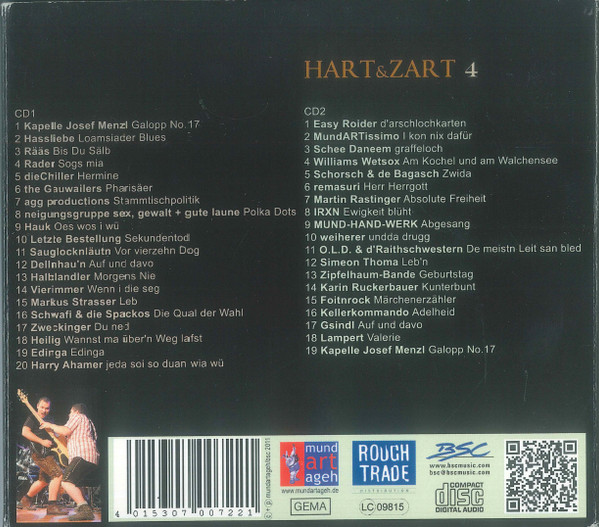 HART&ZART 4
CD1
1 Kapelle Josef Menzl Galopp No.17
2 Hassliebe Loamsiader Blues
3 Rääs Bis Du Sälb
4 Rader Sogs mia
5 dieChiller Hermine
6 the Gauwailers Pharisäer
7 agg productions Stammtischpolitik
8 neigungsgruppe sex, gewalt + gute laune Polka Dots
9 Hauk Oes wos i wü
10 Letzte Bestellung Sekundentod
11 Sauglocknläutn Vor vierzehn Dog
12 Dellnhau'n Auf und davo
13 Halblandler Morgens Nie
14 Vierimmer Wenn i die seg
15 Markus Strasser Leb
16 Schwafi & die Spackos Die Qual der Wahl
17 Zweckinger Du ned
18 Heilig Wannst ma über'n Weg lafst
19 Edinga Edinga
20 Harry Ahamer jeda soi so duan wia wü
CD2
1 Easy Roider d'arschlochkarten
2 MundARTissimo I kon nix dafür
3 Schee Daneem graffeloch
4 Williams Wetsox Am Kochel und am Walchensee
5 Schorsch & de Bagasch Zwida
6 remasuri Herr Herrgott
7 Martin Rastinger Absolute Freiheit
8 IRXN Ewigkeit blüht
9 MUND-HAND-WERK Abgesang
10 weiherer undda drugg
11 O.L.D. & d'Raithschwestern De meistn Leit san bled
12 Simeon Thoma Leb'n
13 Zipfelhaum-Bande Geburtstag
14 Karin Ruckerbauer Kunterbunt
15 Foitnrock Märchenerzähler
16 Kellerkommando Adelheid
17 Gsindl Auf und davo
18 Lampert Valerie
19 Kapelle Josef Menzl Galopp No.17
4 015307 007221
© + ℗ mundartageh/bsc 2011
mund
art
ageh
www.mundartageh.de
GEMA
ROUGH
TRADE
DISTRIBUTION
LC 09815
BSC
www.bscmusic.com
bsc@bscmusic.com
COMPACT
disc
DIGITAL AUDIO